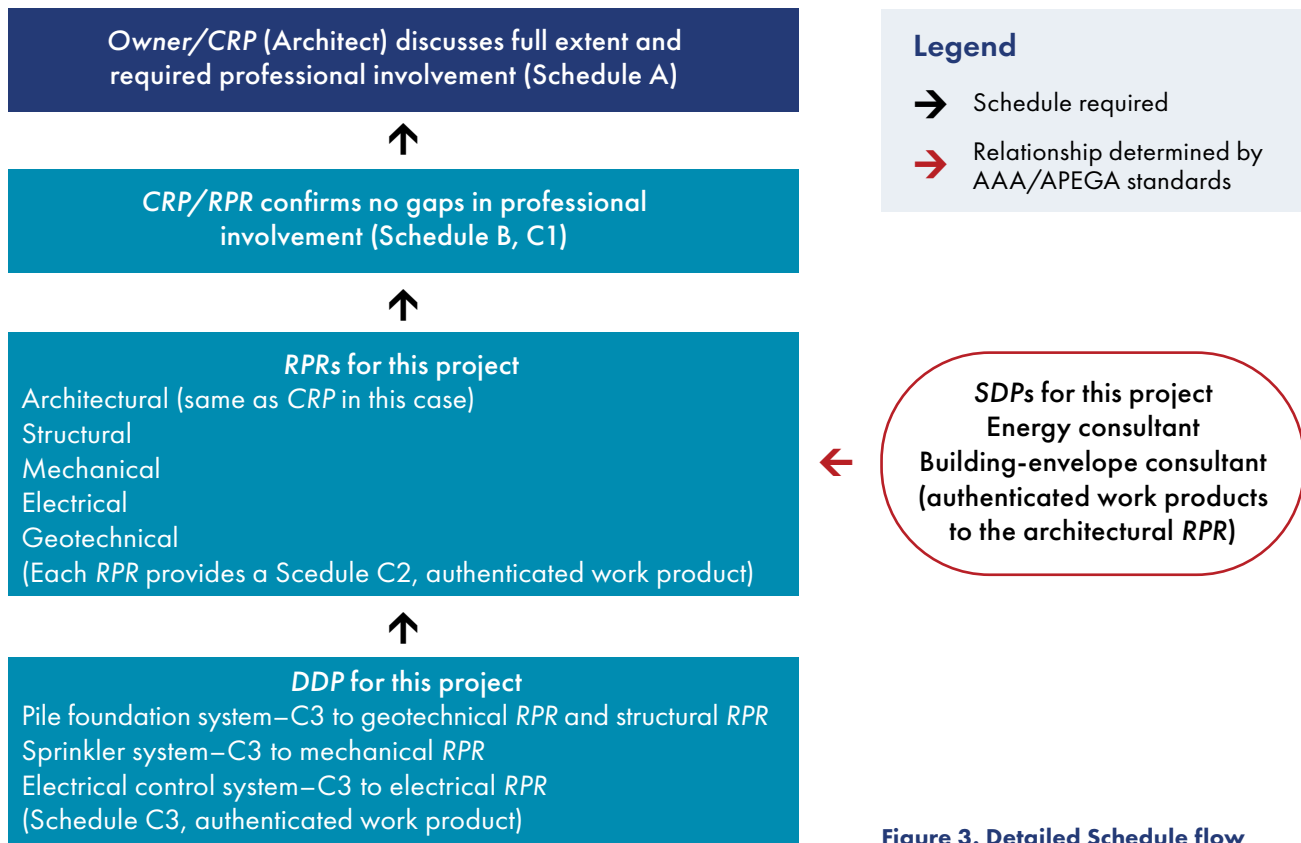 Owner/CRP (Architect) discusses full extent and
required professional involvement (Schedule A)
CRP/RPR confirms no gaps in professional
involvement (Schedule B, C1)
RPRs for this project
Architectural (same as CRP in this case)
Structural
Mechanical
Electrical
Geotechnical
(Each RPR provides a Scedule C2, authenticated work product)
DDP for this project
Pile foundation system–C3 to geotechnical RPR and structural RPR
Sprinkler system–C3 to mechanical RPR
Electrical control system–C3 to electrical RPR
(Schedule C3, authenticated work product)
Legend
Schedule required
Relationship determined by
AAA/APEGA standards
SDPs for this project
Energy consultant
Building-envelope consultant
(authenticated work products
to the architectural RPR)
Figure 3. Detailed Schedule flow